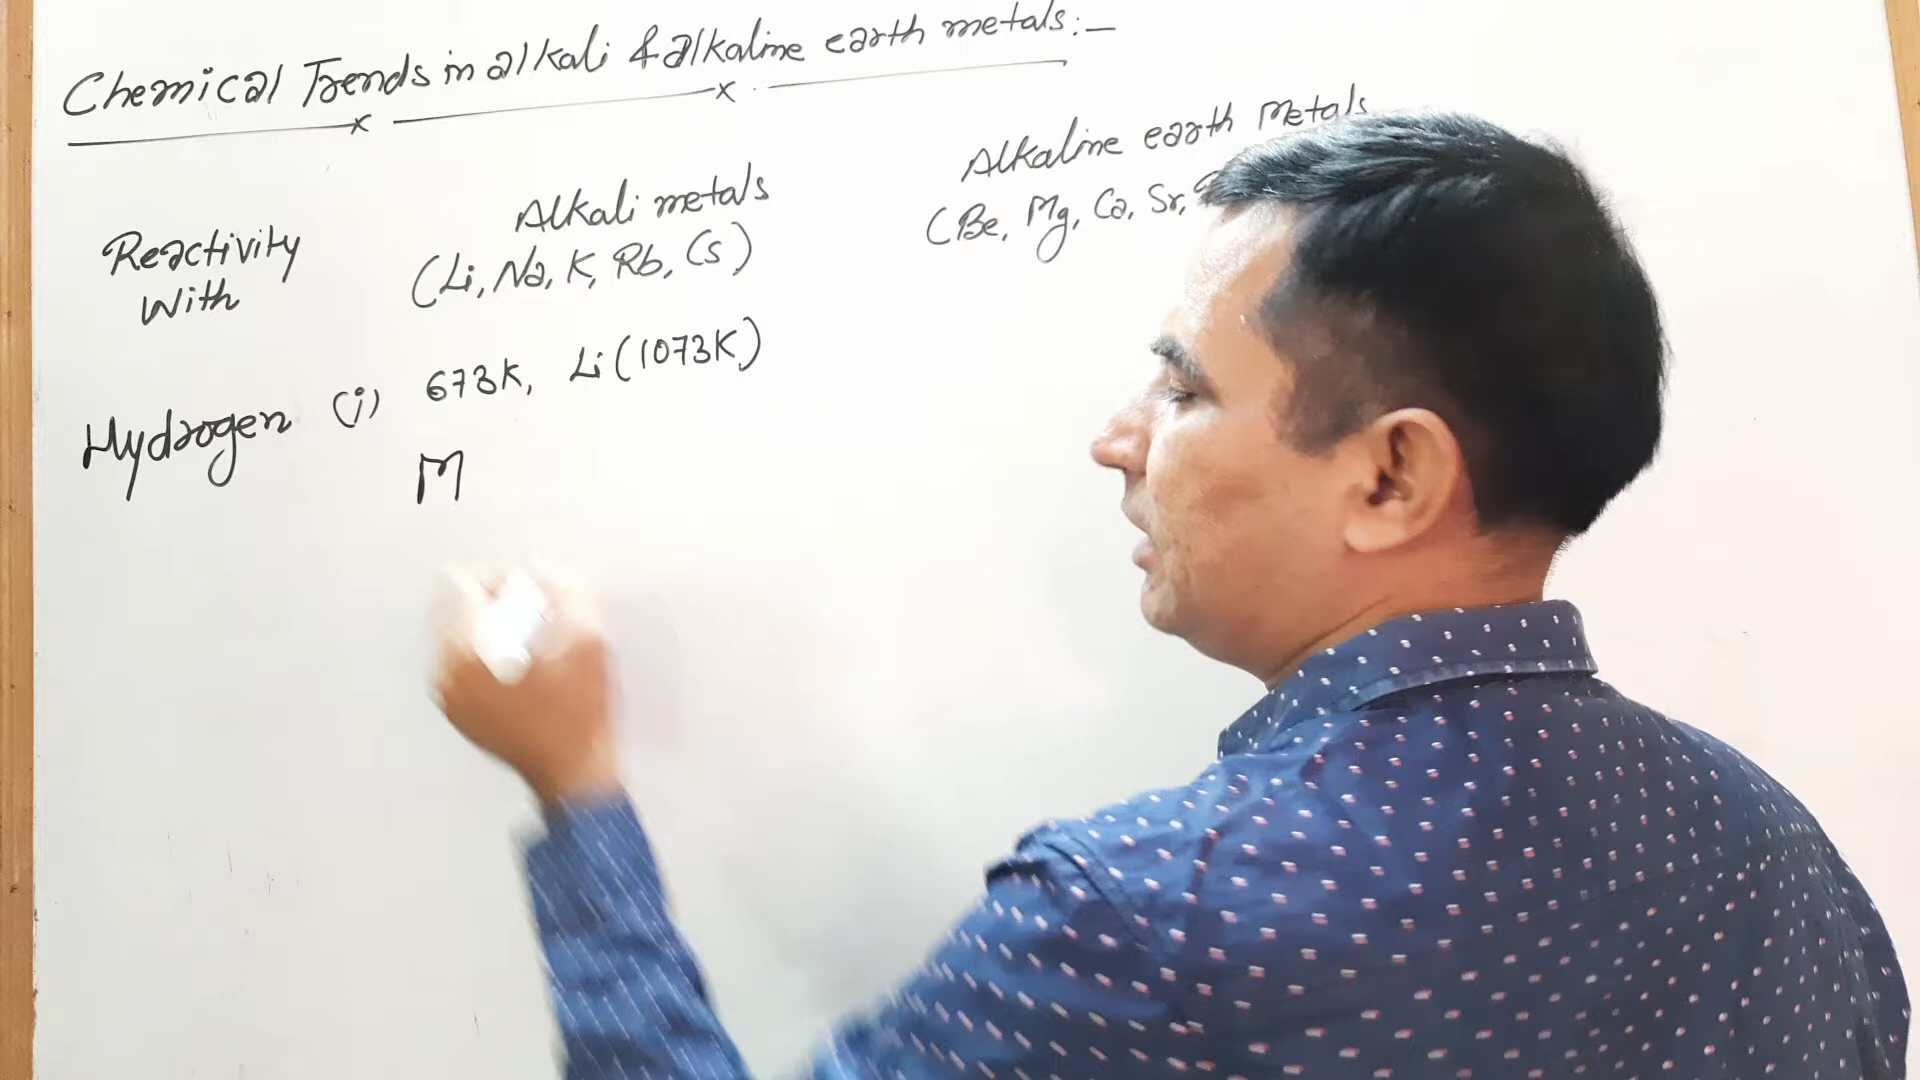 Chemical Trends in alkali & alkaline earth metals:-
Alkali metals
Alkaline earth Metals
Reactivity
With
(Li, Na, K, Rb, Cs)
(Be, Mg, Ca, Sr,
Hydrogen (i) 673K, Li (1073K)
M